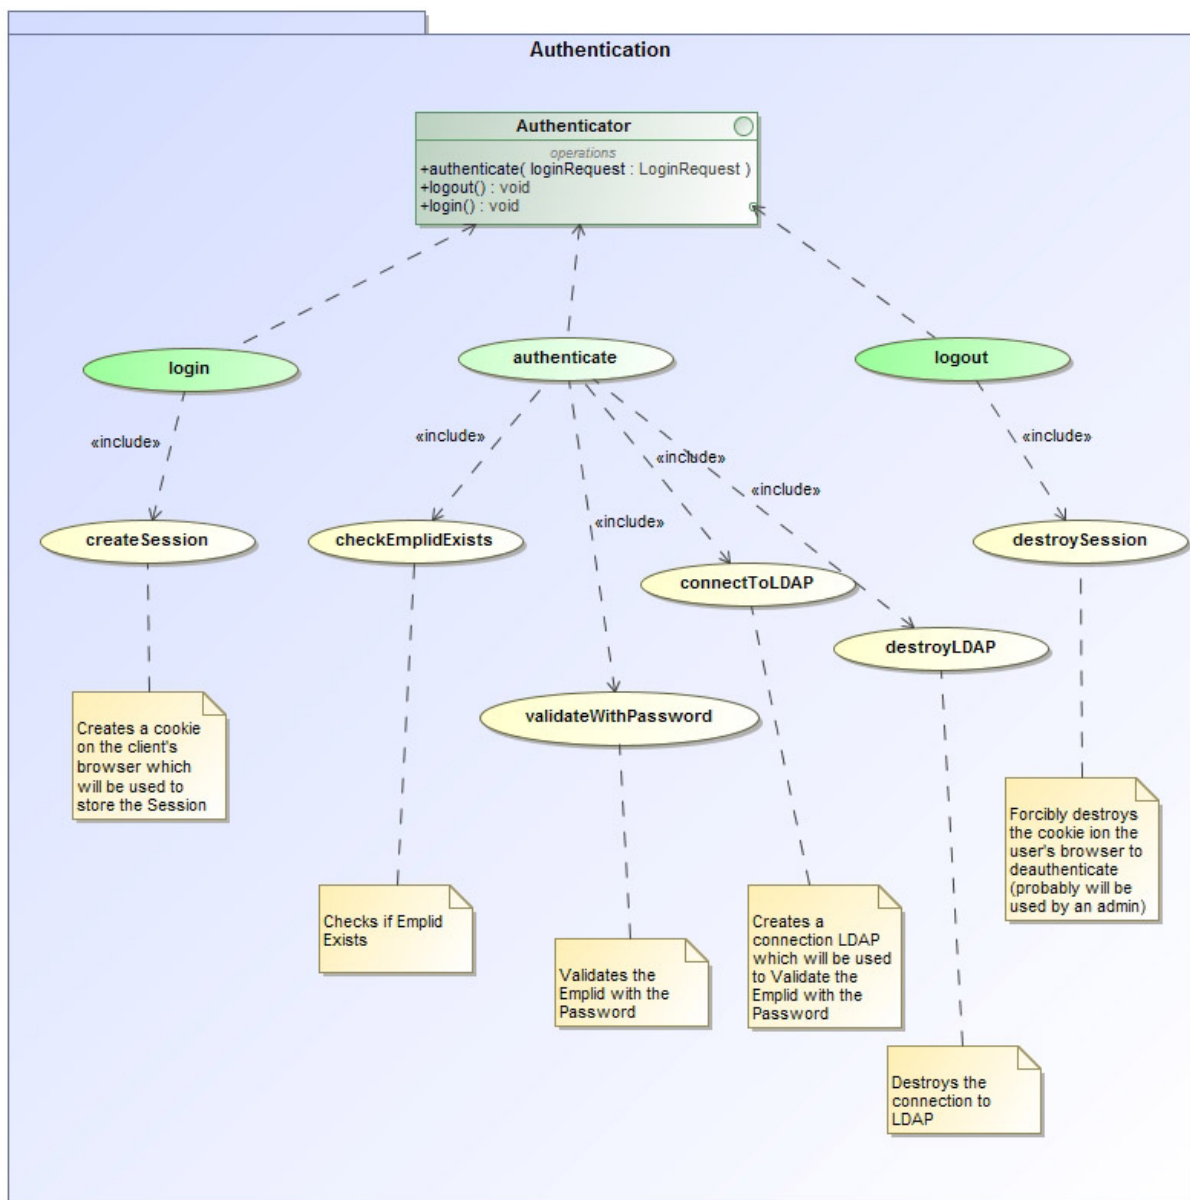 Authentication
Authenticator
operations
+authenticate( loginRequest : LoginRequest )
+logout() : void
+login() : void
login
authenticate
logout
«include»
«include»
«include»
«include»
«include»
«include»
createSession
checkEmplidExists
destroySession
connectToLDAP
destroyLDAP
validateWithPassword
Creates a cookie
on the client's
browser which
will be used to
store the Session
Forcibly destroys
the cookie ion the
user's browser to
deauthenticate
(probably will be
used by an admin)
Checks if Emplid
Exists
Validates the
Emplid with the
Password
Creates a
connection LDAP
which will be used
to Validate the
Emplid with the
Password
Destroys the
connection to
LDAP